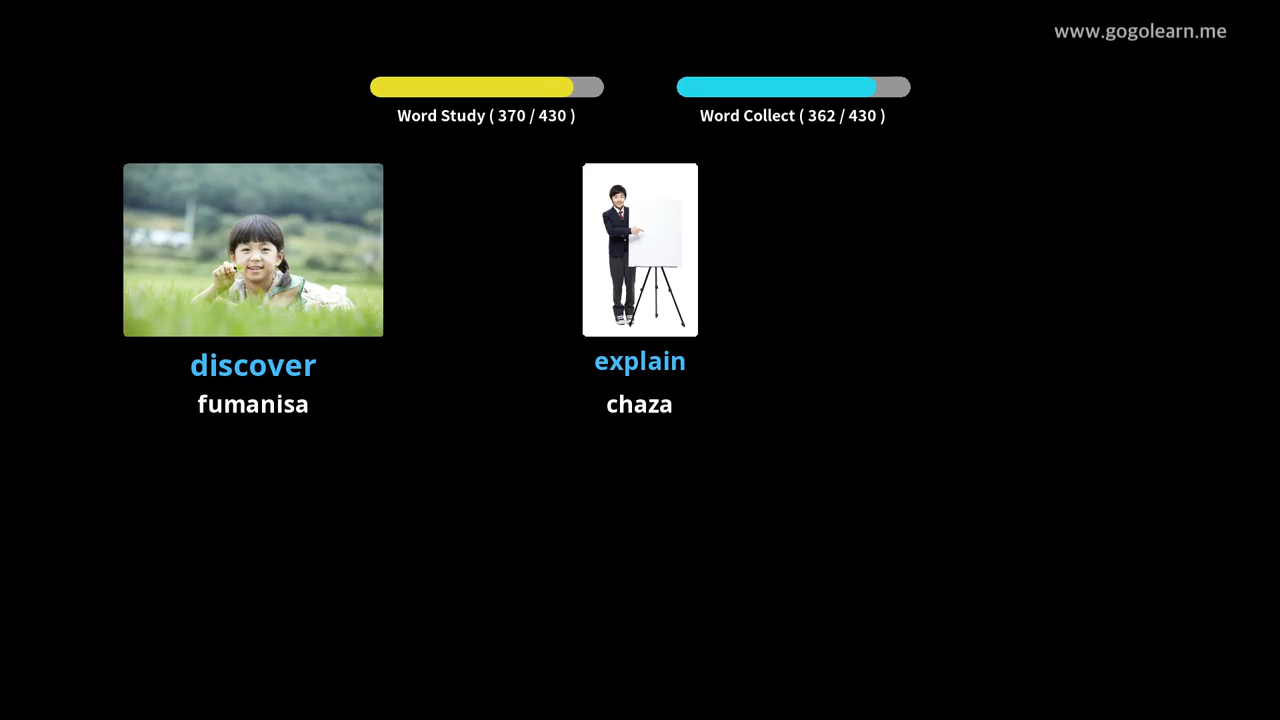 www.gogolearn.me
Word Study ( 370 / 430 )
Word Collect ( 362 / 430 )
discover
fumanisa
explain
chaza